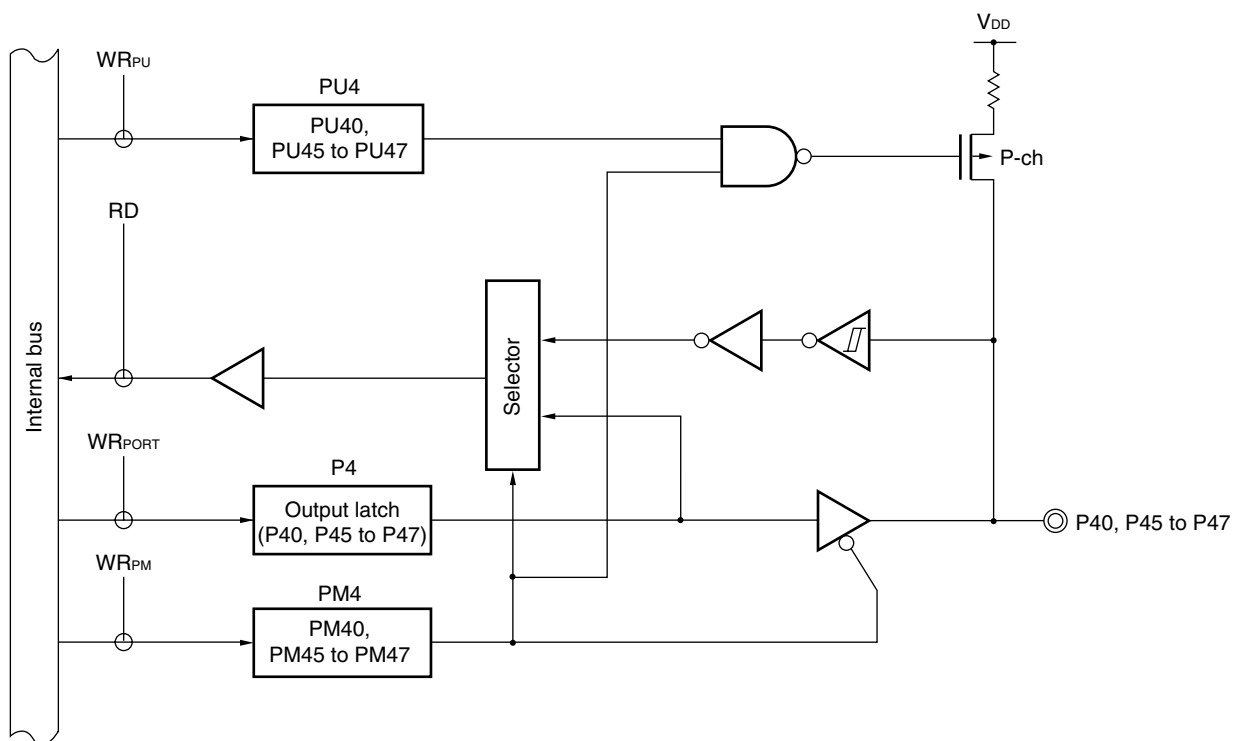 VDD
WRPU
PU4
PU40,
PU45 to PU47
P-ch
RD
Internal bus
Selector
WRPORT
P4
Output latch
(P40, P45 to P47)
P40, P45 to P47
WRPM
PM4
PM40,
PM45 to PM47